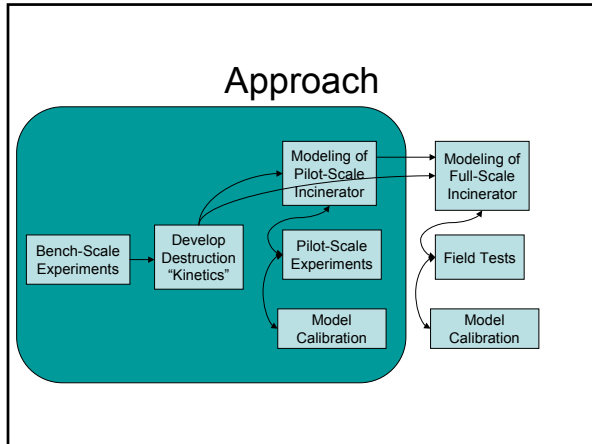 Approach
Modeling of
Pilot-Scale
Incinerator
Modeling of
Full-Scale
Incinerator
Bench-Scale
Experiments
Develop
Destruction
“Kinetics”
Pilot-Scale
Experiments
Field Tests
Model
Calibration
Model
Calibration